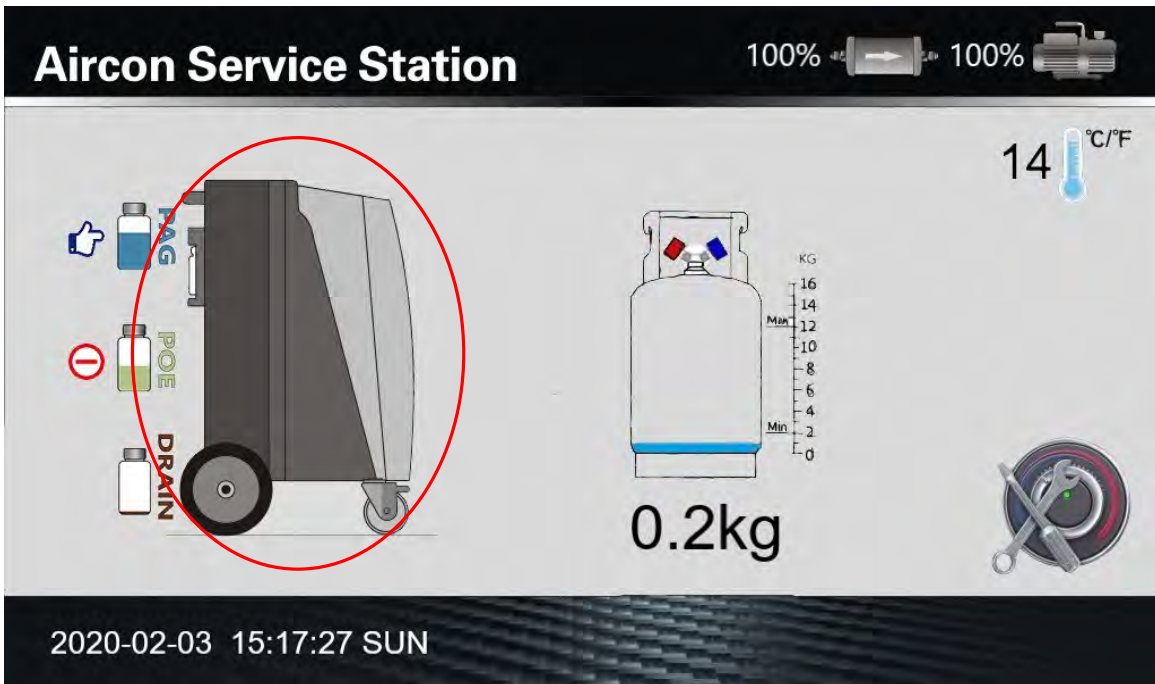 Aircon Service Station
100%
100%
14
°C/°F
PAG
POE
DRAIN
KG
16
14
Max
12
10
8
6
4
Min
2
0
0.2kg
2020-02-03 15:17:27 SUN